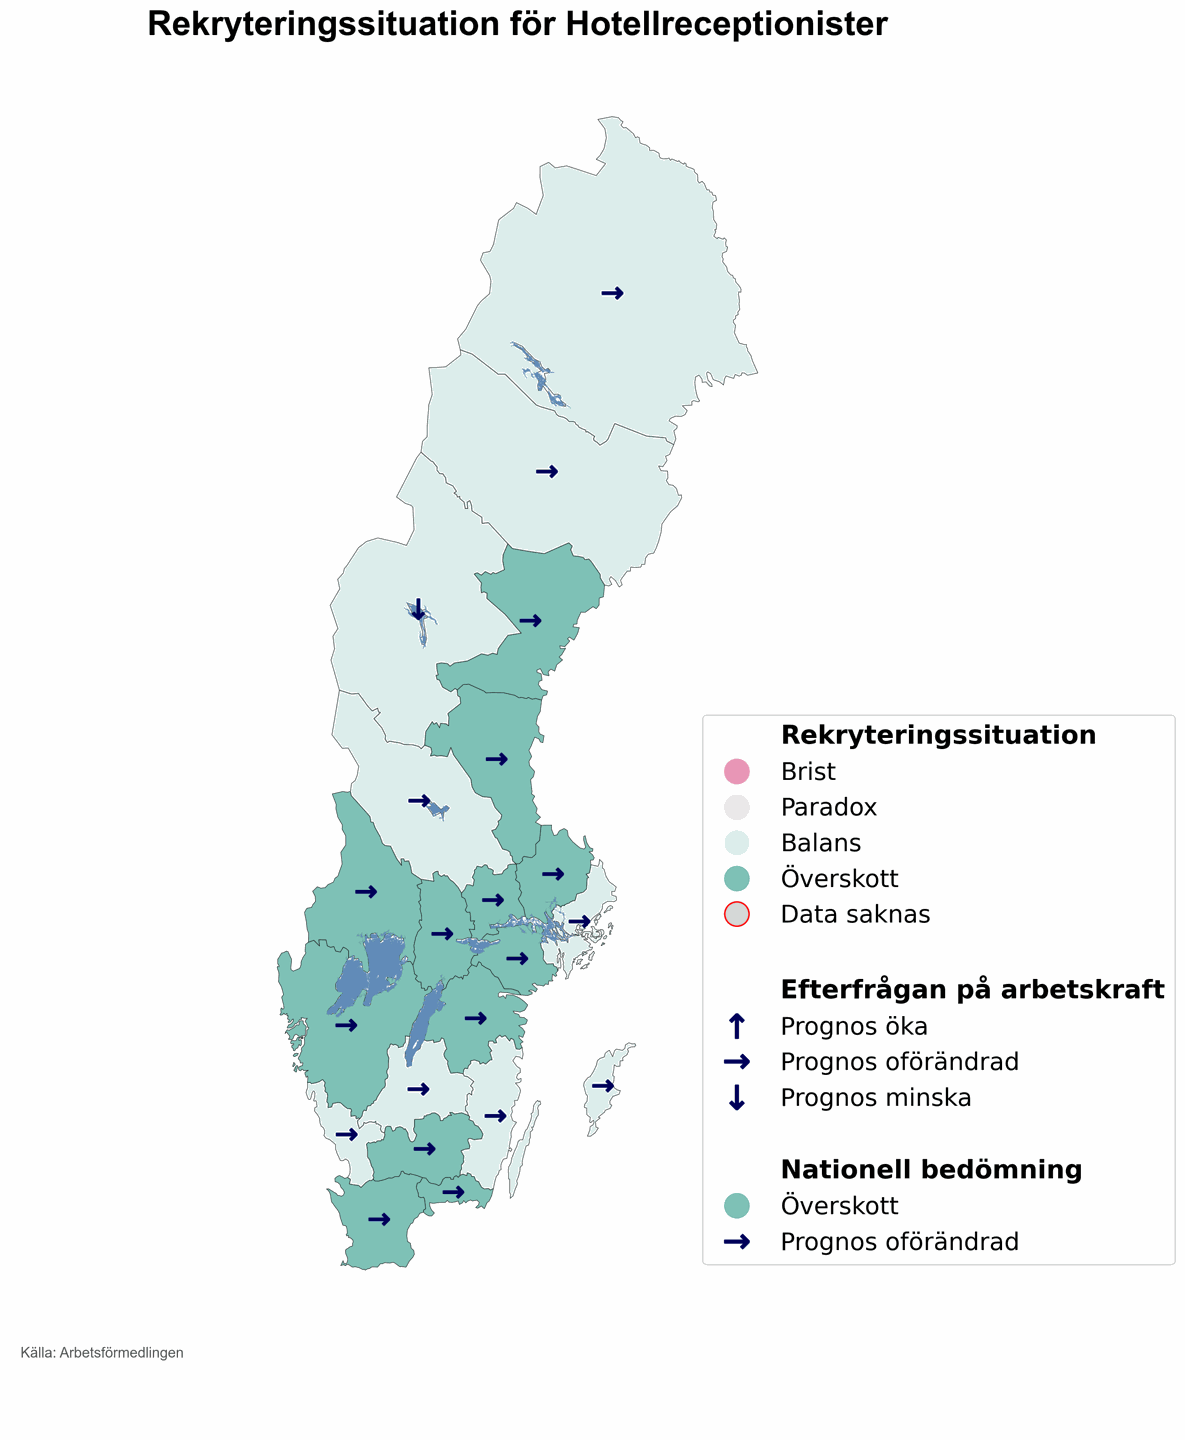 Rekryteringssituation för Hotellreceptionister
Rekryteringssituation
Brist
Paradox
Balans
Överskott
Data saknas
Efterfrågan på arbetskraft
Prognos öka
Prognos oförändrad
Prognos minska
Nationell bedömning
Överskott
Prognos oförändrad
Källa: Arbetsförmedlingen